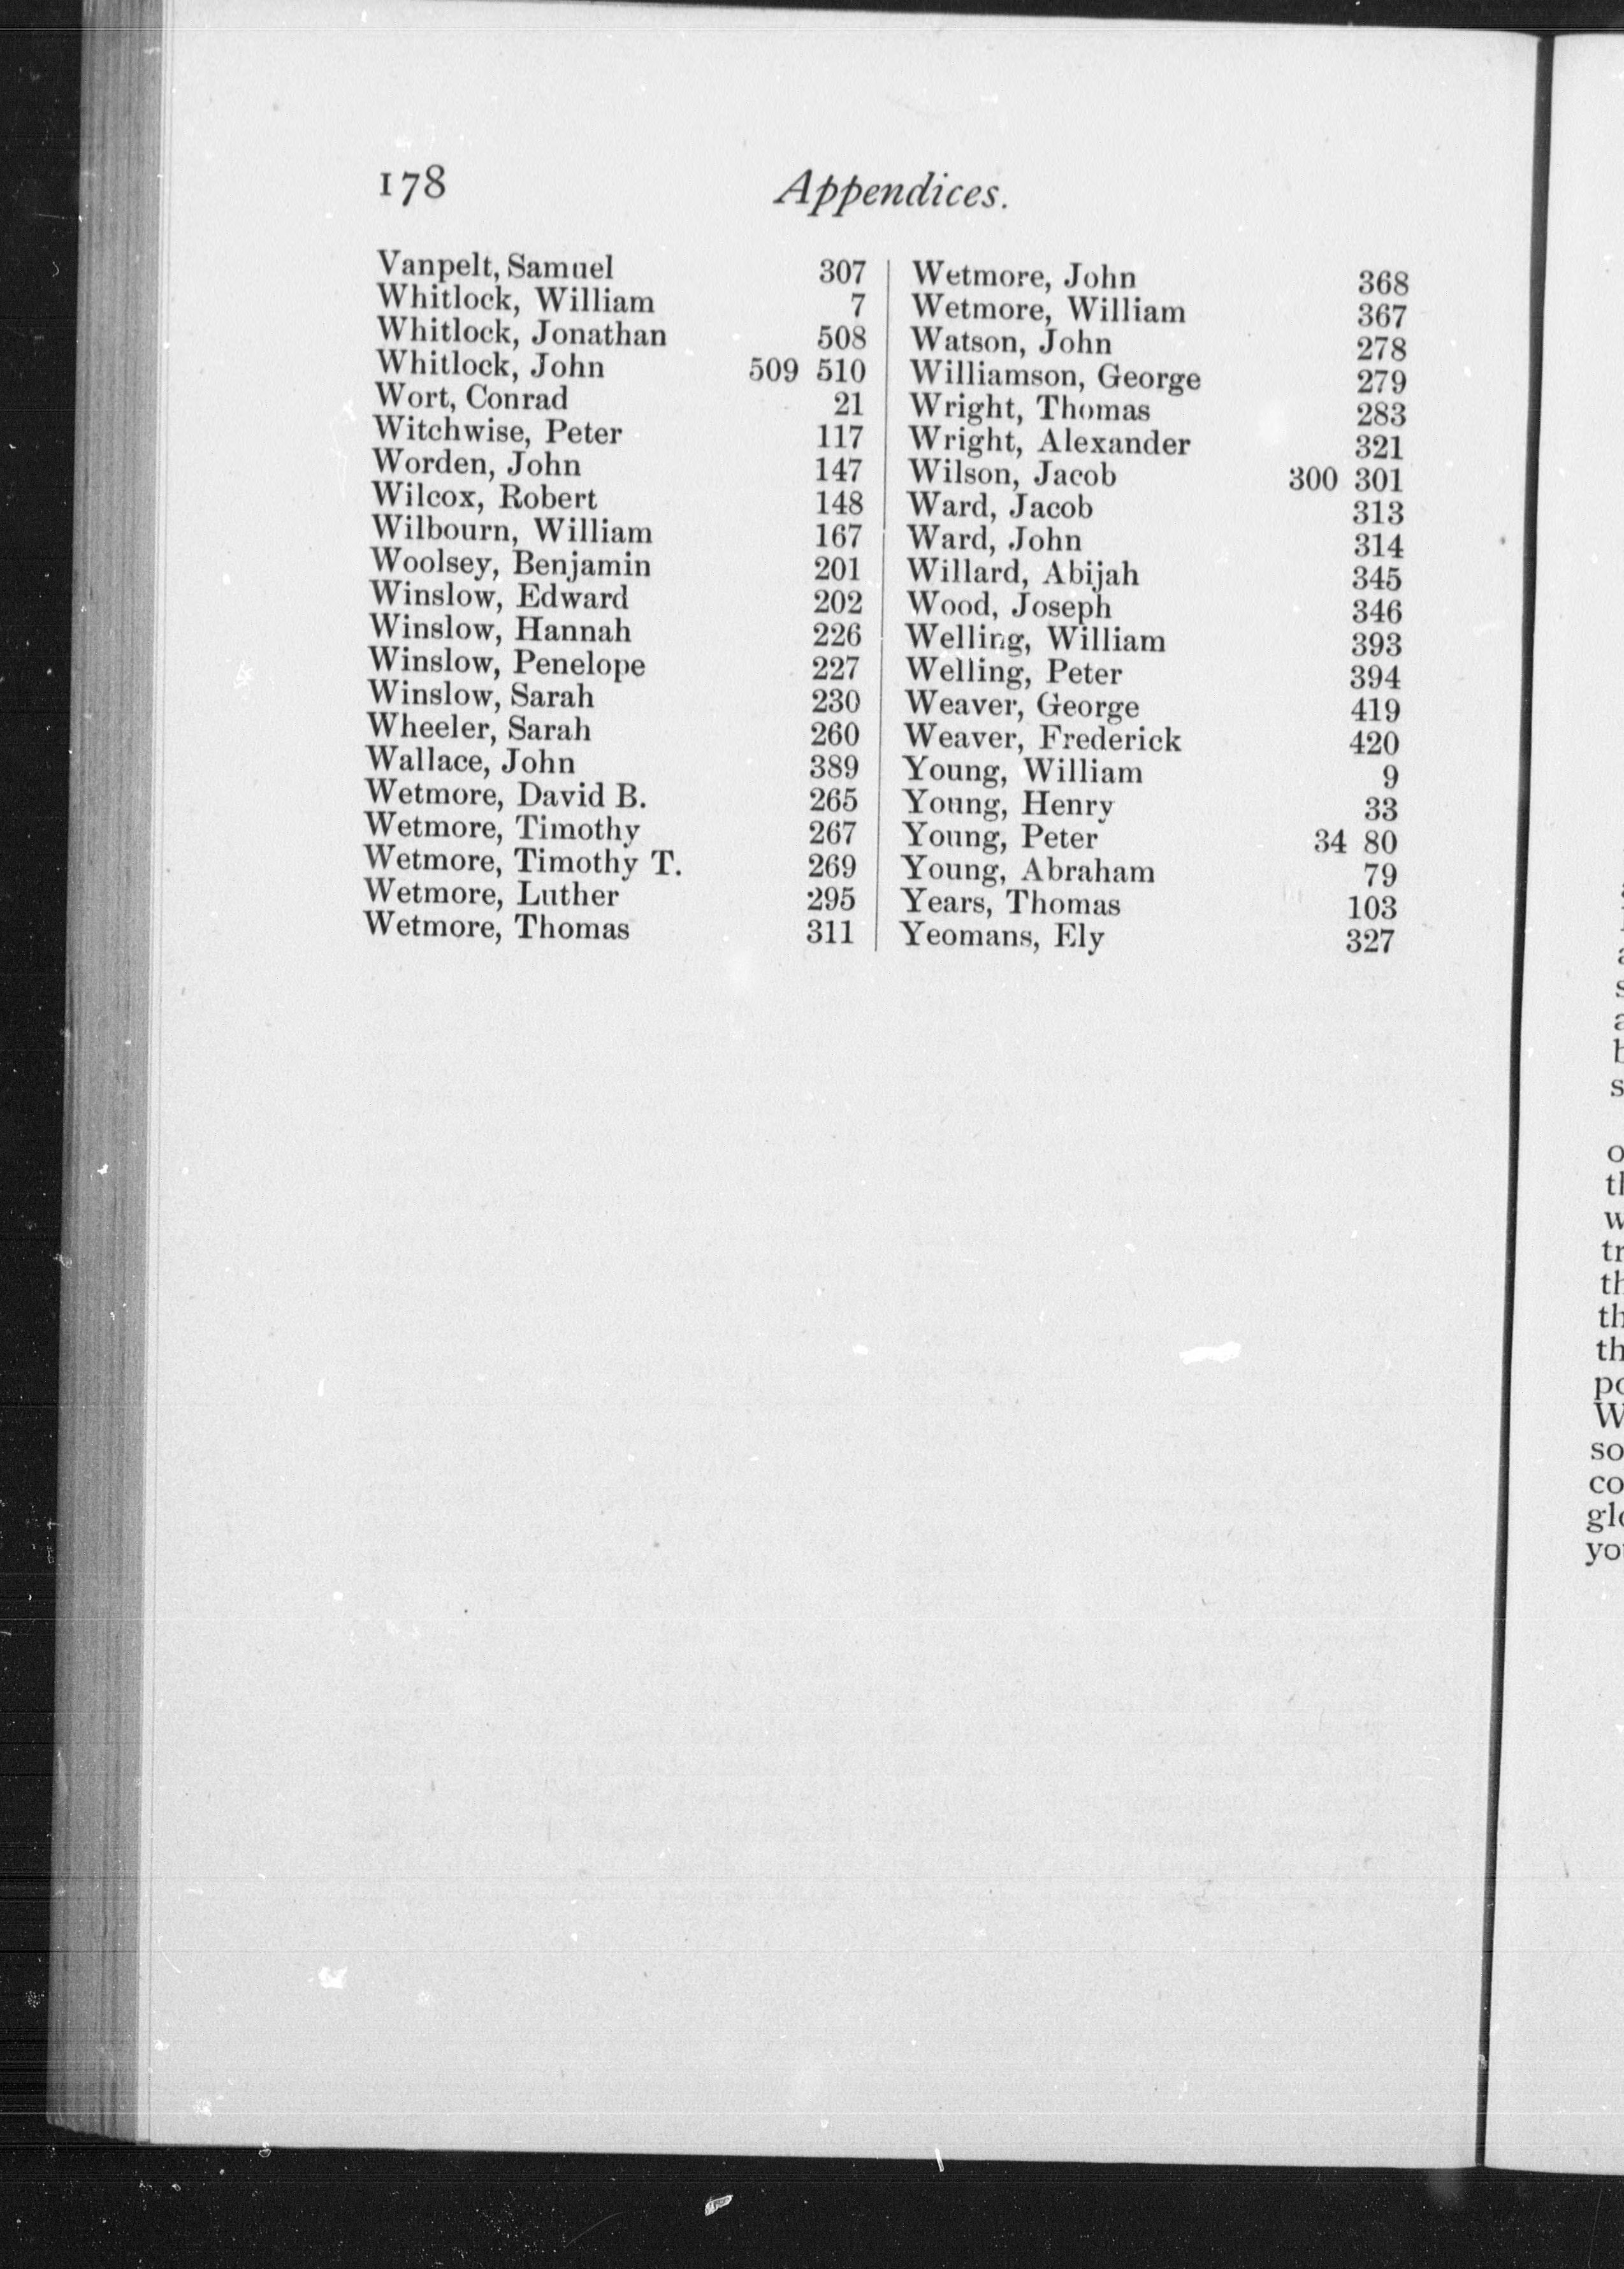 178 Appendices.
Vanpelt, Samuel 307
Whitlock, William 7
Whitlock, Jonathan 508
Whitlock, John 509 510
Wort, Conrad 21
Witchwise, Peter 117
Worden, John 147
Wilcox, Robert 148
Wilbourn, William 167
Woolsey, Benjamin 201
Winslow, Edward 202
Winslow, Hannah 226
Winslow, Penelope 227
Winslow, Sarah 230
Wheeler, Sarah 260
Wallace, John 389
Wetmore, David B. 265
Wetmore, Timothy 267
Wetmore, Timothy T. 269
Wetmore, Luther 295
Wetmore, Thomas 311
Wetmore, John 368
Wetmore, William 367
Watson, John 278
Williamson, George 279
Wright, Thomas 283
Wright, Alexander 321
Wilson, Jacob 300 301
Ward, Jacob 313
Ward, John 314
Willard, Abijah 345
Wood, Joseph 346
Welling, William 393
Welling, Peter 394
Weaver, George 419
Weaver, Frederick 420
Young, William 9
Young, Henry 33
Young, Peter 34 80
Young, Abraham 79
Years, Thomas 103
Yeomans, Ely 327